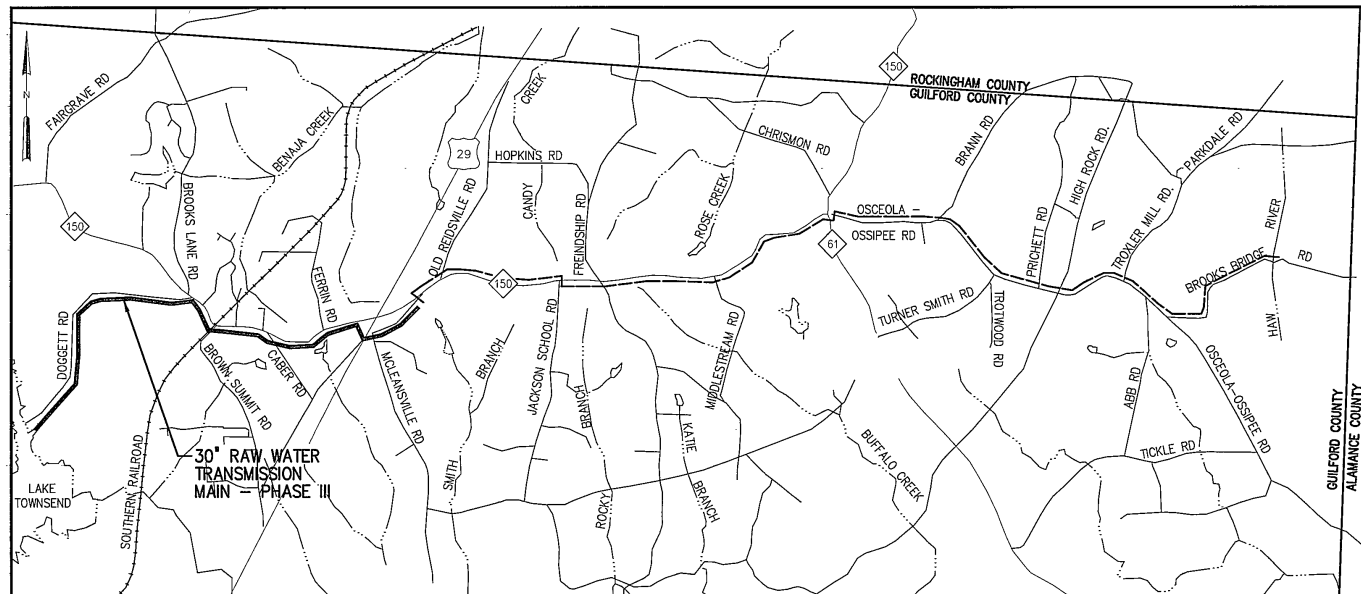 ROCKINGHAM COUNTY
GUILFORD COUNTY
150
FAIRGRAVE RD
N
BENAJA CREEK
29
CREEK
HOPKINS RD
CHRISMON RD
BRANN RD
HIGH ROCK RD.
PARKDALE RD
BROOKS LANE RD
150
OLD REIDSVILLE RD
CANDY
FREINDSHIP RD
ROSE CREEK
OSCEOLA -
OSSIPEE RD
61
PRICHETT RD
TROXLER MILL RD.
RIVER
BROOKS BRIDGE
RD
HAW
FERRIN RD
150
DOGGETT RD
TURNER SMITH RD
TROTWOOD RD
BROWN SUMMIT RD
CABER RD
MCLEANSVILLE RD
BRANCH
JACKSON SCHOOL RD
BRANCH
MIDDLESTREAM RD
OSCEOLA-OSSIPEE RD
ABB RD
30" RAW WATER
TRANSMISSION
MAIN - PHASE III
LAKE
TOWNSEND
SOUTHERN RAILROAD
SMITH
ROCKY
KATIE
BRANCH
BUFFALO CREEK
TICKLE RD
GUILFORD COUNTY
ALAMANCE COUNTY